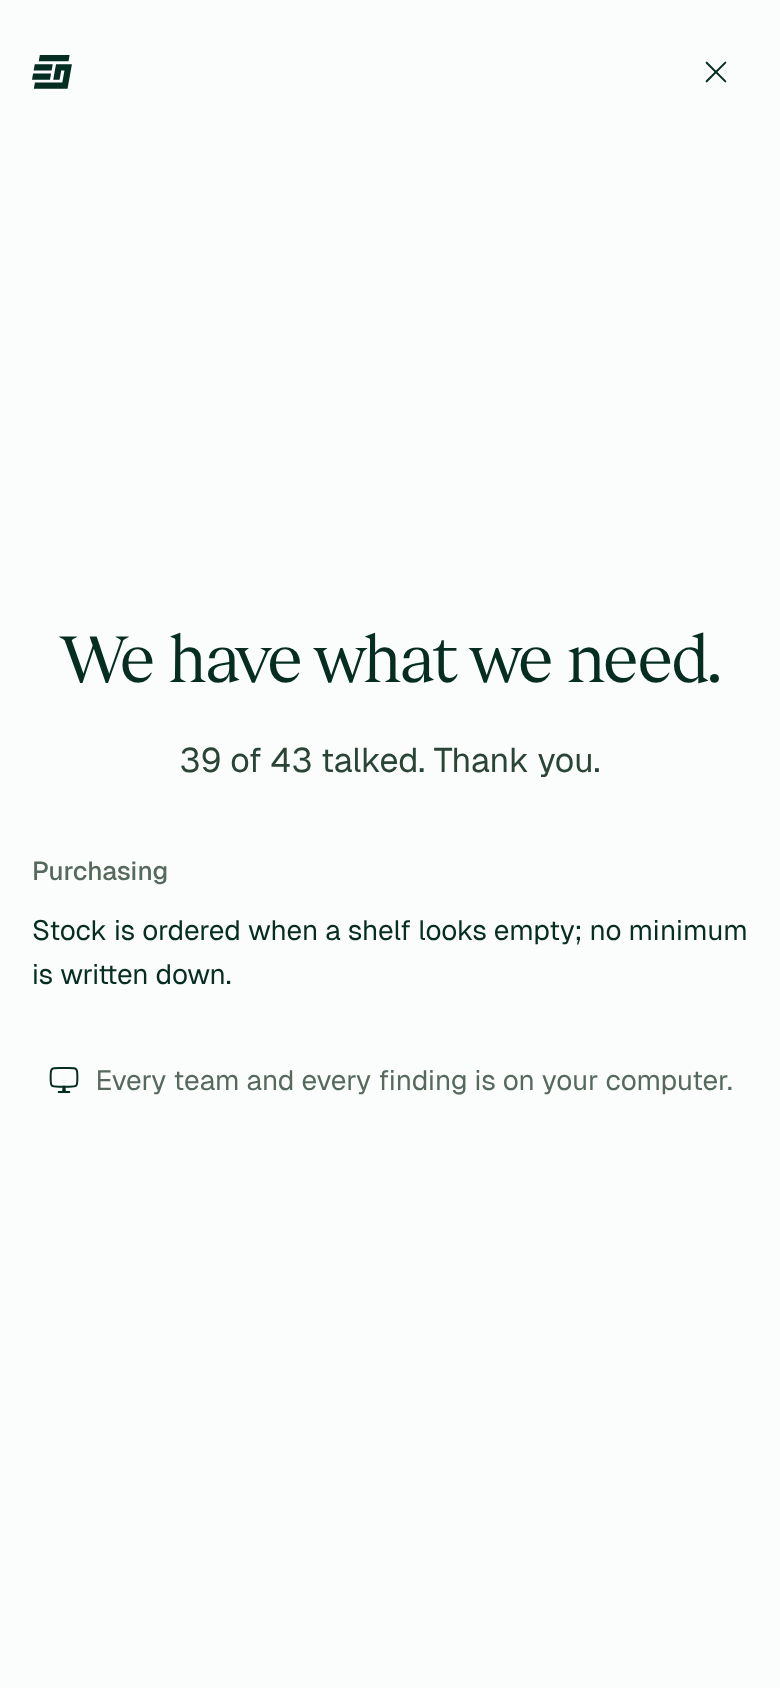 We have what we need.
39 of 43 talked. Thank you.
Purchasing
Stock is ordered when a shelf looks empty; no minimum
is written down.
Every team and every finding is on your computer.